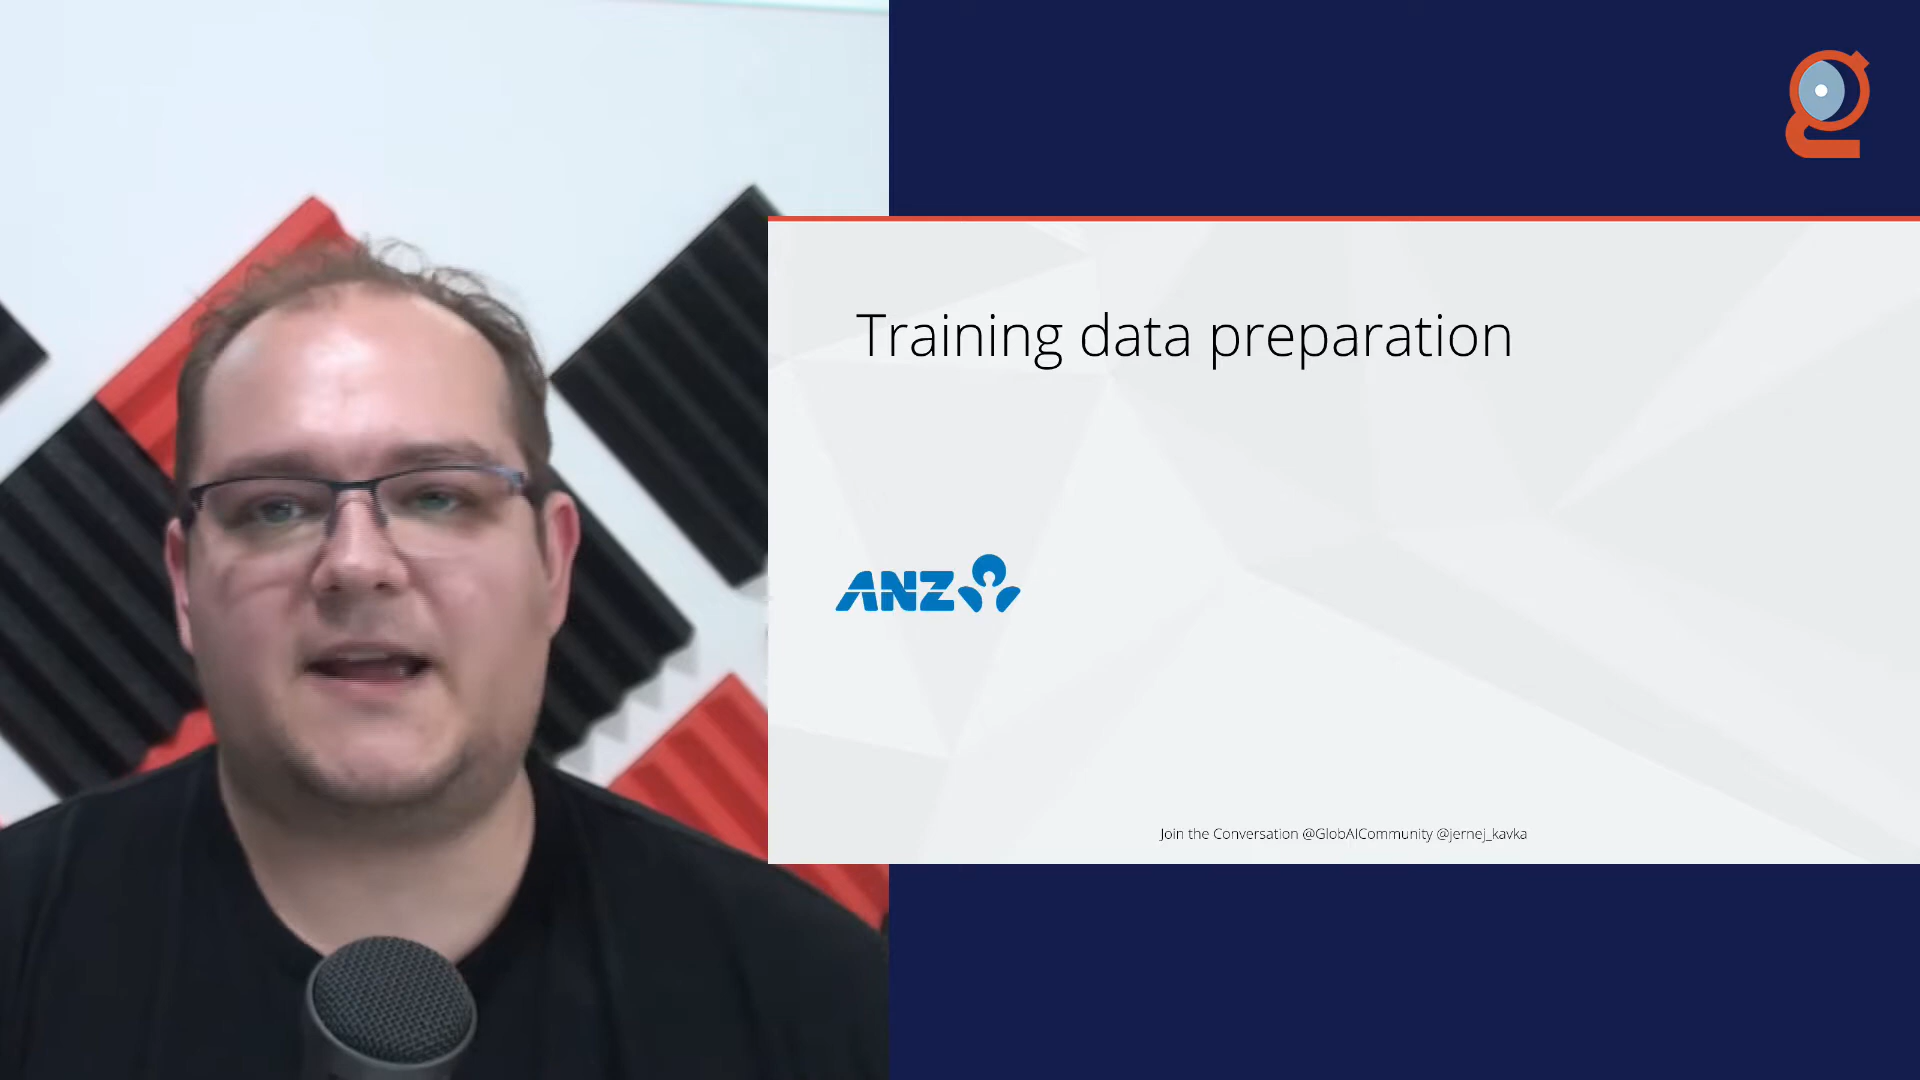 Training data preparation
ANZ
Join the Conversation @GlobAICommunity @jernej_kavka